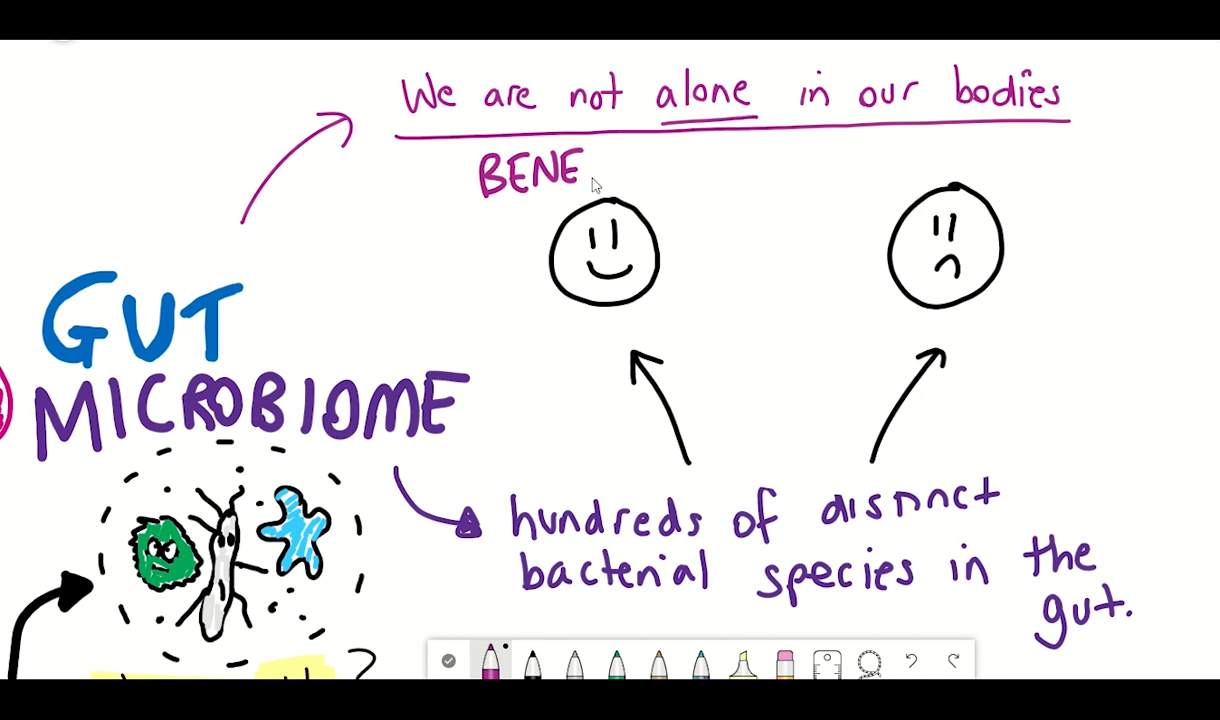 We are not alone in our bodies
BENE
GUT
MICROBIOME
hundreds of distinct
bacterial species in the
gut.
?